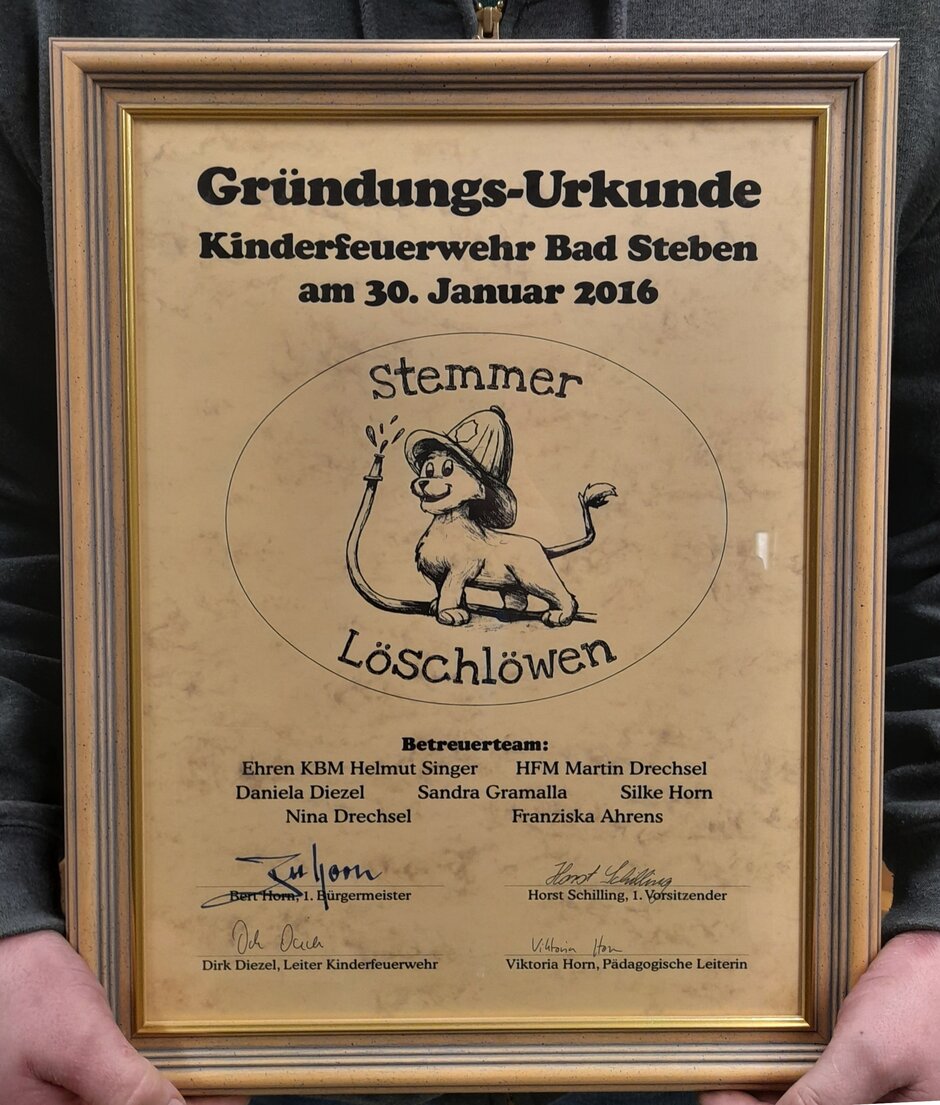 Gründungs-Urkunde
Kinderfeuerwehr Bad Steben
am 30. Januar 2016
Stemmer
Löschlöwen
Betreuerteam:
Ehren KBM Helmut Singer HFM Martin Drechsel
Daniela Diezel Sandra Gramalla Silke Horn
Nina Drechsel Franziska Ahrens
Horst Schilling
Bert Horn, 1. Bürgermeister Horst Schilling, 1. Vorsitzender
Viktoria Horn
Dirk Diezel, Leiter Kinderfeuerwehr Viktoria Horn, Pädagogische Leiterin